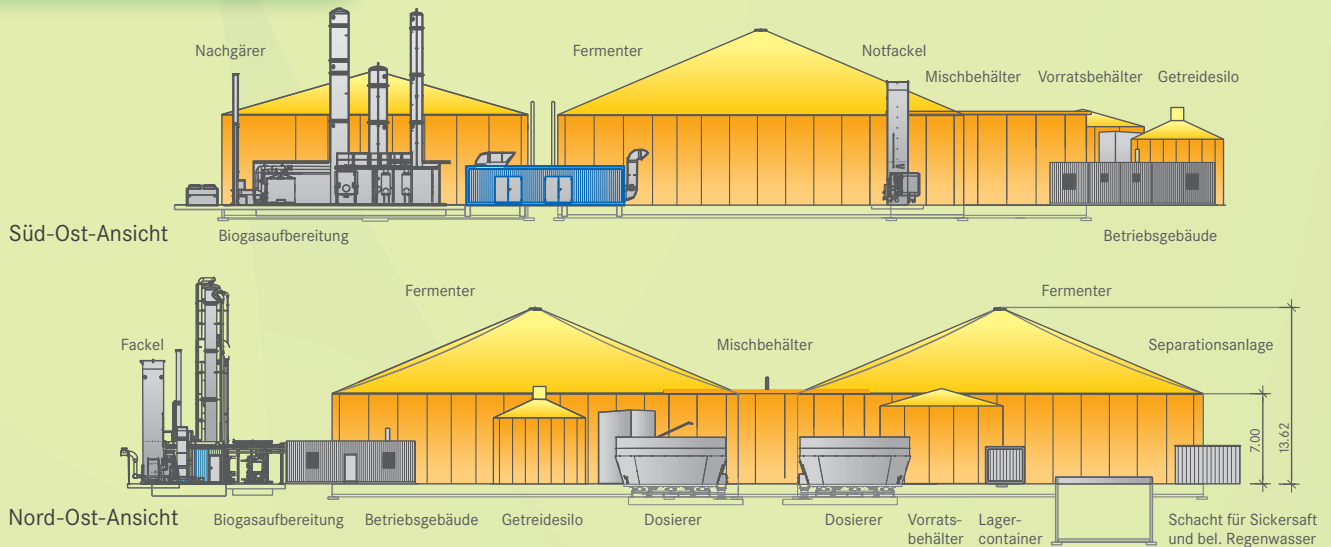 Nachgärer
Fermenter
Notfackel
Mischbehälter
Vorratsbehälter
Getreidesilo
Süd-Ost-Ansicht
Biogasaufbereitung
Betriebsgebäude
Fermenter
Fermenter
Fackel
Mischbehälter
Separationsanlage
7.00
13.62
Nord-Ost-Ansicht
Biogasaufbereitung
Betriebsgebäude
Getreidesilo
Dosierer
Dosierer
Vorrats-
behälter
Lager-
container
Schacht für Sickersaft
und bel. Regenwasser